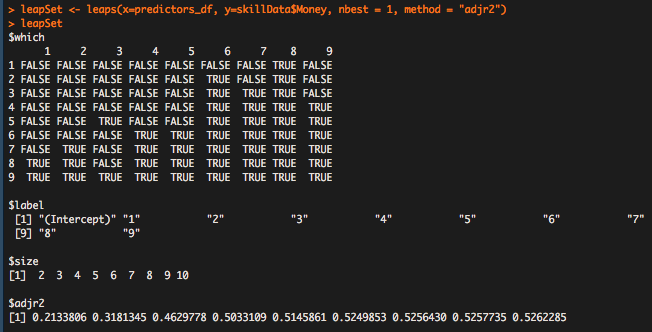 > leapSet <- leaps(x=predictors_df, y=skillData$Money, nbest = 1, method = "adjr2")
> leapSet
$which
      1     2     3     4     5     6     7    8     9
1 FALSE FALSE FALSE FALSE FALSE FALSE FALSE TRUE FALSE
2 FALSE FALSE FALSE FALSE FALSE  TRUE FALSE TRUE FALSE
3 FALSE FALSE FALSE FALSE FALSE  TRUE  TRUE TRUE FALSE
4 FALSE FALSE FALSE FALSE FALSE  TRUE  TRUE TRUE  TRUE
5 FALSE FALSE  TRUE FALSE FALSE  TRUE  TRUE TRUE  TRUE
6 FALSE FALSE FALSE  TRUE  TRUE  TRUE  TRUE TRUE  TRUE
7 FALSE  TRUE FALSE  TRUE  TRUE  TRUE  TRUE TRUE  TRUE
8  TRUE  TRUE FALSE  TRUE  TRUE  TRUE  TRUE TRUE  TRUE
9  TRUE  TRUE  TRUE  TRUE  TRUE  TRUE  TRUE TRUE  TRUE
$label
[1] "(Intercept)" "1" "2" "3" "4" "5" "6" "7"
[9] "8" "9"
$size
[1]  2  3  4  5  6  7  8  9 10
$adjr2
[1] 0.2133806 0.3181345 0.4629778 0.5033109 0.5145861 0.5249853 0.5256430 0.5257735 0.5262285